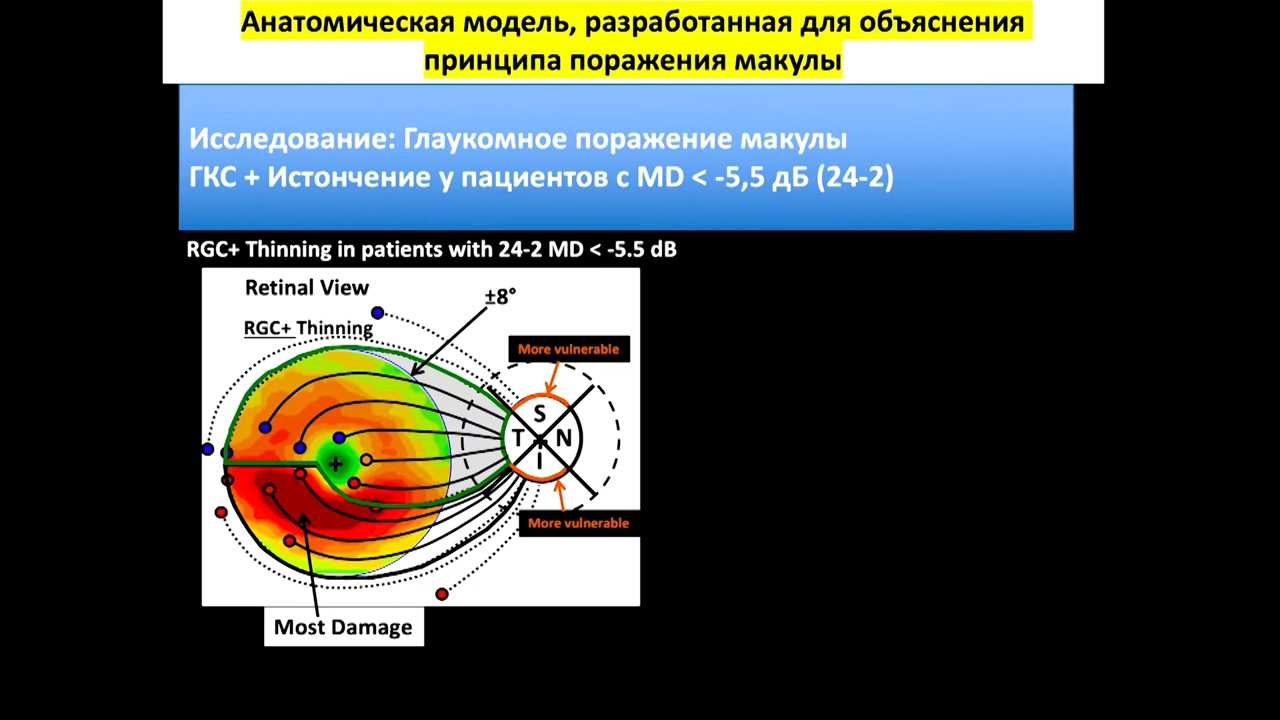 Анатомическая модель, разработанная для объяснения
принципа поражения макулы
Исследование: Глаукомное поражение макулы
ГКС + Истончение у пациентов с MD < -5,5 дБ (24-2)
RGC+ Thinning in patients with 24-2 MD < -5.5 dB
Retinal View
±8°
RGC+ Thinning
More vulnerable
S
T
N
I
+
More vulnerable
Most Damage